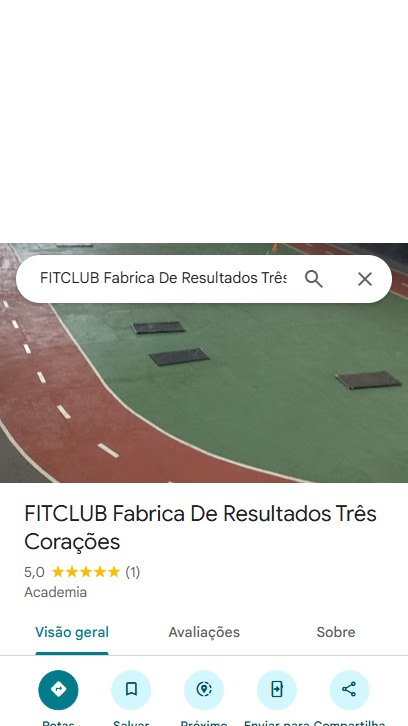 FITCLUB Fabrica De Resultados Três
FITCLUB Fabrica De Resultados Três
Corações
5,0 ★★★★★ (1)
Academia
Visão geral Avaliações Sobre
Rotas Salvar Próximo Enviar para Compartilha